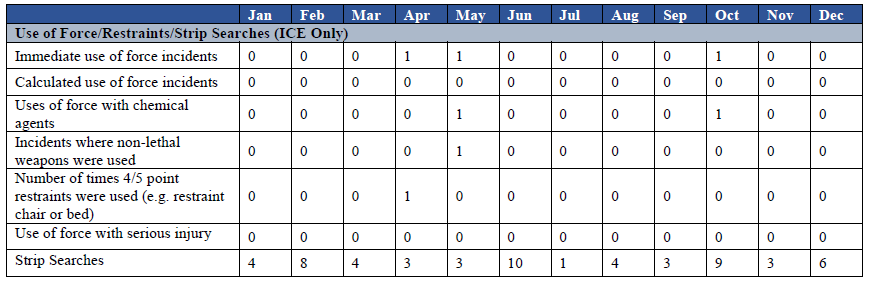 Jan Feb Mar Apr May Jun Jul Aug Sep Oct Nov Dec
Use of Force/Restraints/Strip Searches (ICE Only)
Immediate use of force incidents 0 0 0 1 1 0 0 0 0 1 0 0
Calculated use of force incidents 0 0 0 0 0 0 0 0 0 0 0 0
Uses of force with chemical
agents 0 0 0 0 1 0 0 0 0 1 0 0
Incidents where non-lethal
weapons were used 0 0 0 0 1 0 0 0 0 0 0 0
Number of times 4/5 point
restraints were used (e.g. restraint 0 0 0 1 0 0 0 0 0 0 0 0
chair or bed)
Use of force with serious injury 0 0 0 0 0 0 0 0 0 0 0 0
Strip Searches 4 8 4 3 3 10 1 4 3 9 3 6